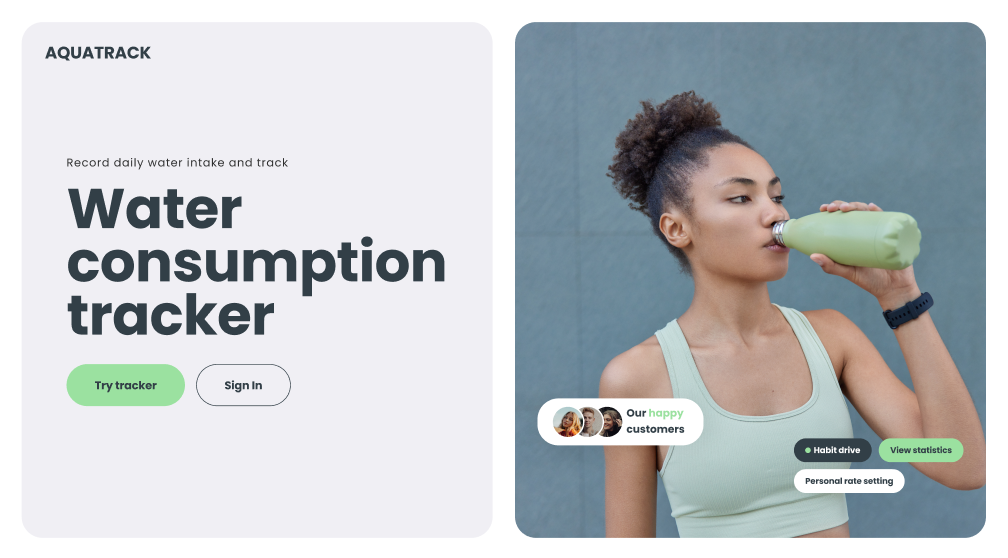 AQUATRACK
Record daily water intake and track
Water
consumption
tracker
Try tracker
Sign In
Our happy
customers
Habit drive
View statistics
Personal rate setting